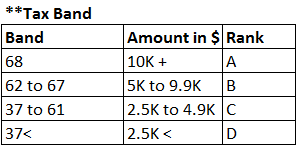 **Tax Band
Band Amount in $ Rank
68 10K + A
62 to 67 5K to 9.9K B
37 to 61 2.5K to 4.9K C
37< 2.5K < D